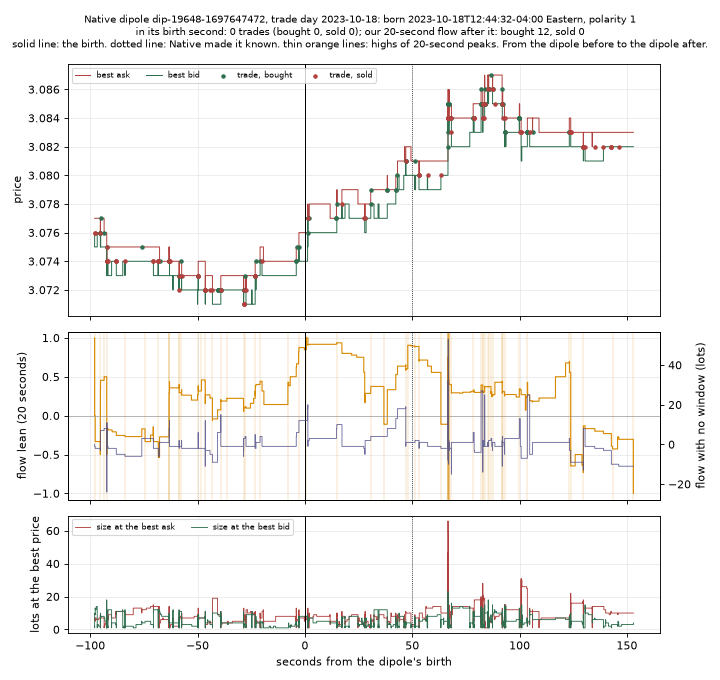 Native dipole dip-19648-1697647472, trade day 2023-10-18: born 2023-10-18T12:44:32-04:00 Eastern, polarity 1
in its birth second: 0 trades (bought 0, sold 0); our 20-second flow after it: bought 12, sold 0
solid line: the birth. dotted line: Native made it known. thin orange lines: highs of 20-second peaks. From the dipole before to the dipole after.
best ask
best bid
trade, bought
trade, sold
3.086
3.084
3.082
3.080
3.078
3.076
3.074
3.072
price
1.0
0.5
0.0
−0.5
−1.0
flow lean (20 seconds)
40
20
0
−20
flow with no window (lots)
size at the best ask
size at the best bid
60
40
20
0
lots at the best price
−100
−50
0
50
100
150
seconds from the dipole's birth